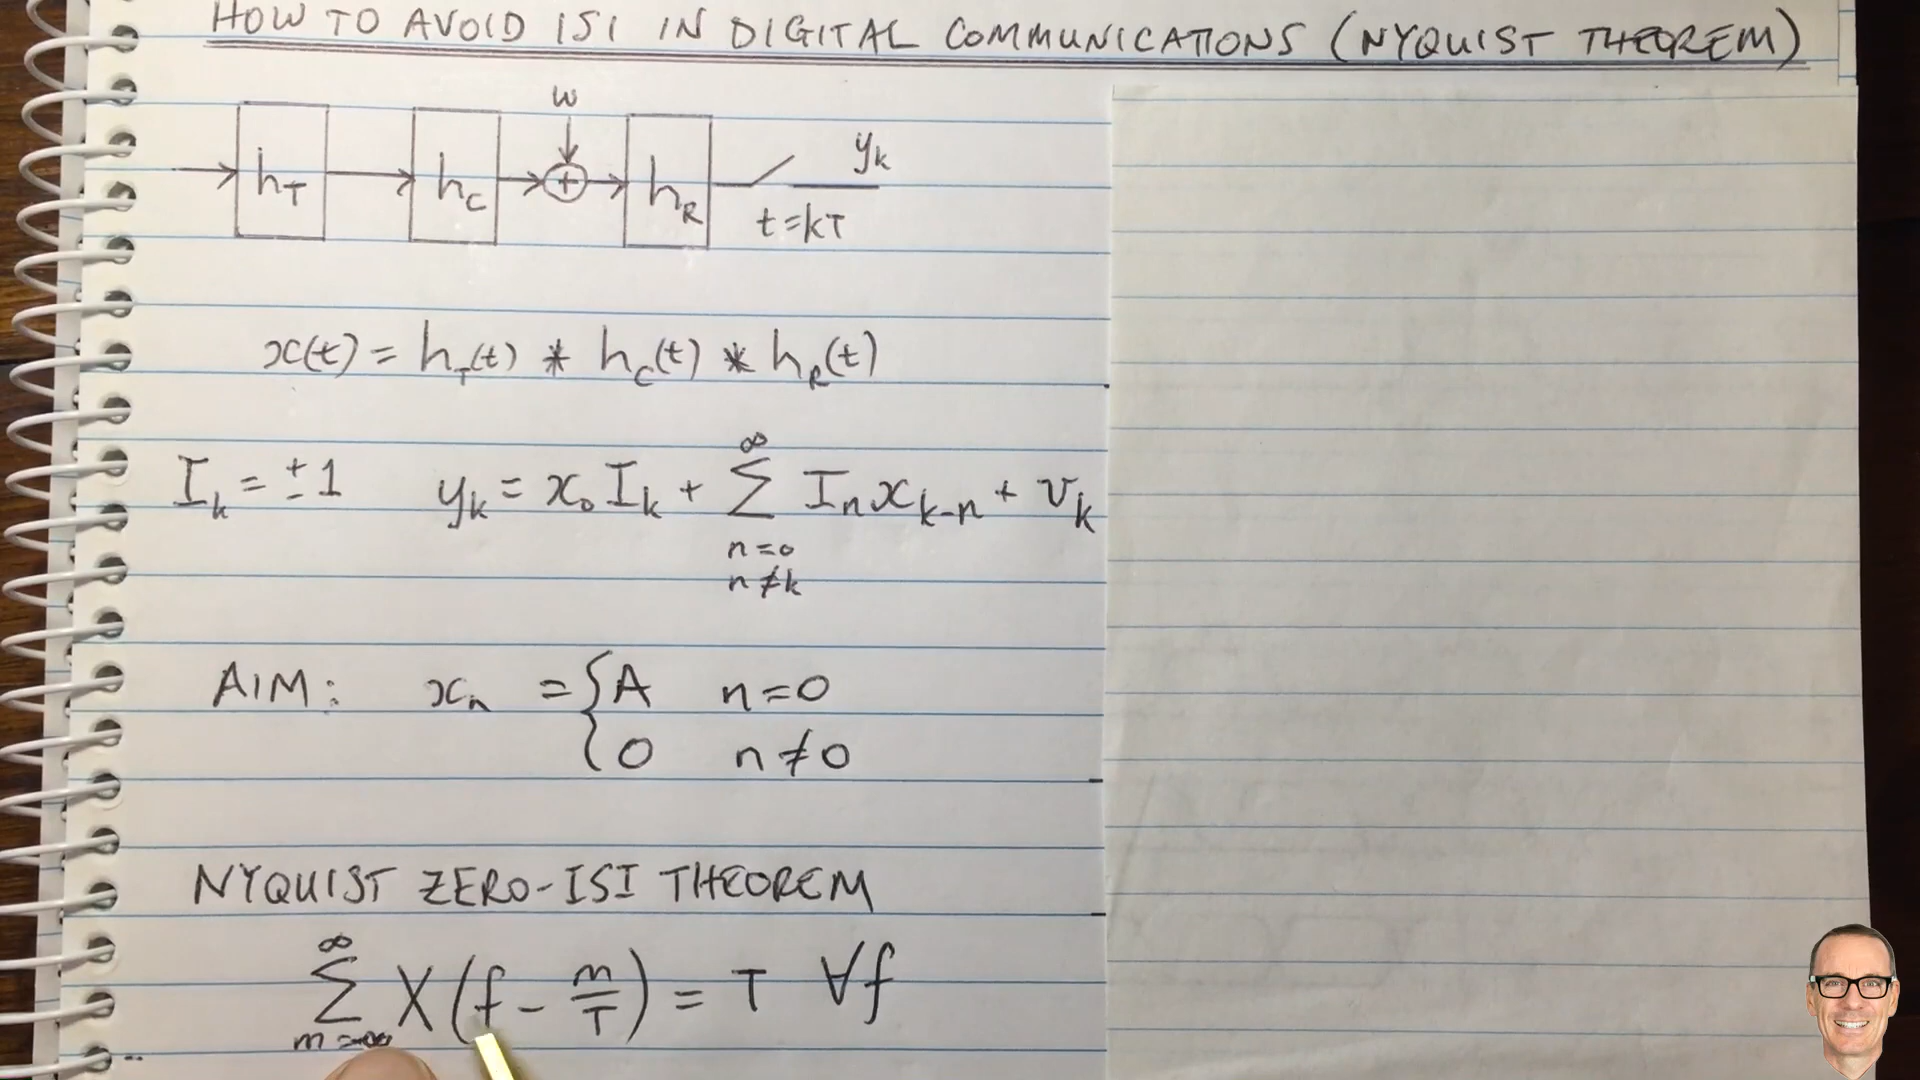 HOW TO AVOID ISI IN DIGITAL COMMUNICATIONS (NYQUIST THEOREM)
w
h_T h_C + h_R y_k
t=kT
x(t) = h_T(t) * h_C(t) * h_R(t)
I_k = ±1 y_k = x_0 I_k + ∑_{n=0, n≠k}^{∞} I_n x_{k-n} + v_k
AIM: x_n = { A n=0
0 n≠0
NYQUIST ZERO-ISI THEOREM
∑_{m=-∞}^{∞} X(f - m/T) = T ∀f